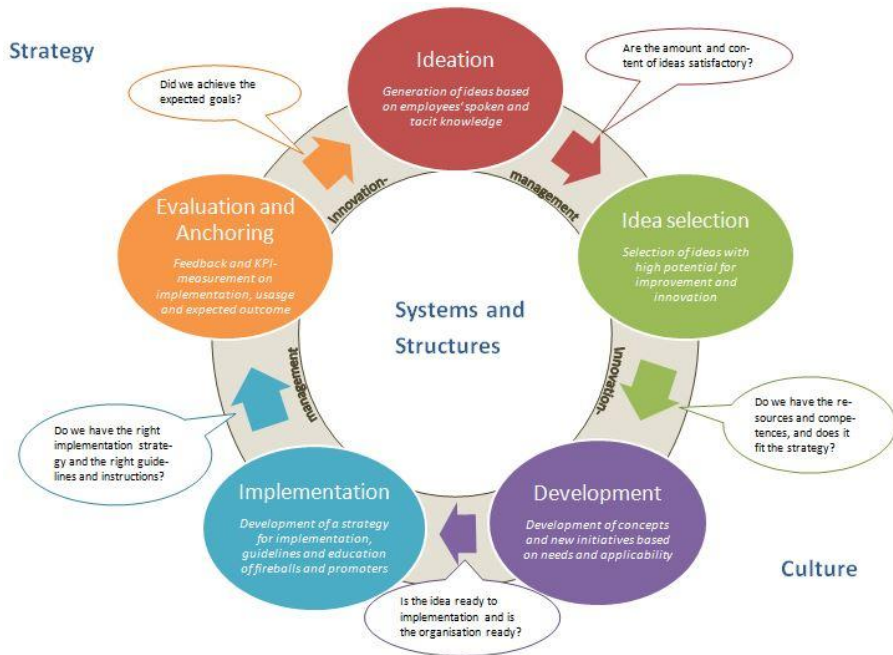 Strategy
Ideation
Generation of ideas based
on employees' spoken and
tacit knowledge
Are the amount and con-
tent of ideas satisfactory?
Did we achieve the
expected goals?
Innovation-
management
Evaluation and
Anchoring
Feedback and KPI-
measurement on
implementation, usasge
and expected outcome
Idea selection
Selection of ideas with
high potential for
improvement and
innovation
Systems and
Structures
management
Innovation-
Do we have the right
implementation strate-
gy and the right guide-
lines and instructions?
Do we have the re-
sources and compe-
tences, and does it
fit the strategy?
Implementation
Development of a strategy
for implementation,
guidelines and education
of fireballs and promoters
Development
Development of concepts
and new initiatives based
on needs and applicability
Culture
Is the idea ready to
implementation and is
the organisation ready?